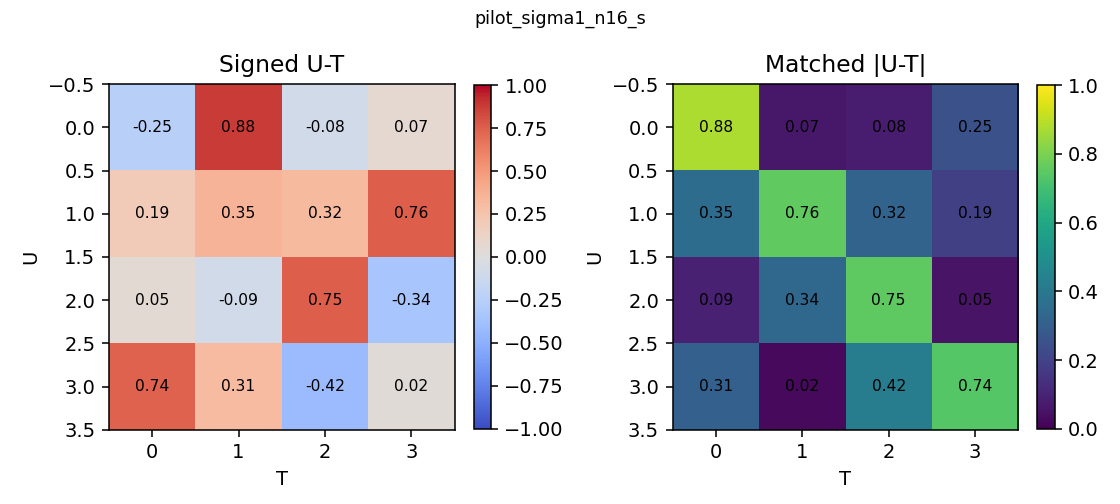 pilot_sigma1_n16_s
Signed U-T
−0.5
0.0
0.5
1.0
1.5
2.0
2.5
3.0
3.5
U
-0.25 0.88 -0.08 0.07
0.19 0.35 0.32 0.76
0.05 -0.09 0.75 -0.34
0.74 0.31 -0.42 0.02
0 1 2 3
T
1.00
0.75
0.50
0.25
0.00
−0.25
−0.50
−0.75
−1.00
Matched |U-T|
−0.5
0.0
0.5
1.0
1.5
2.0
2.5
3.0
3.5
U
0.88 0.07 0.08 0.25
0.35 0.76 0.32 0.19
0.09 0.34 0.75 0.05
0.31 0.02 0.42 0.74
0 1 2 3
T
1.0
0.8
0.6
0.4
0.2
0.0